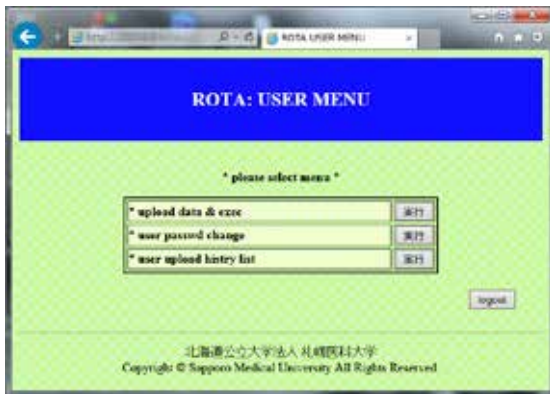 ROTA USER MENU
ROTA: USER MENU
* please select menu *
* upload data & exec
実行
* user passwd change
実行
* user upload histry list
実行
logout
北海道公立大学法人 札幌医科大学
Copyright © Sapporo Medical University All Rights Reserved